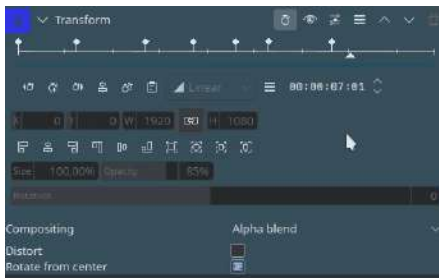 Transform
Linear
00:00:07:01
X 0 Y 0 W 1920 H 1080
Size 100,00% Opacity 85%
Rotation 0
Compositing Alpha blend
Distort
Rotate from center